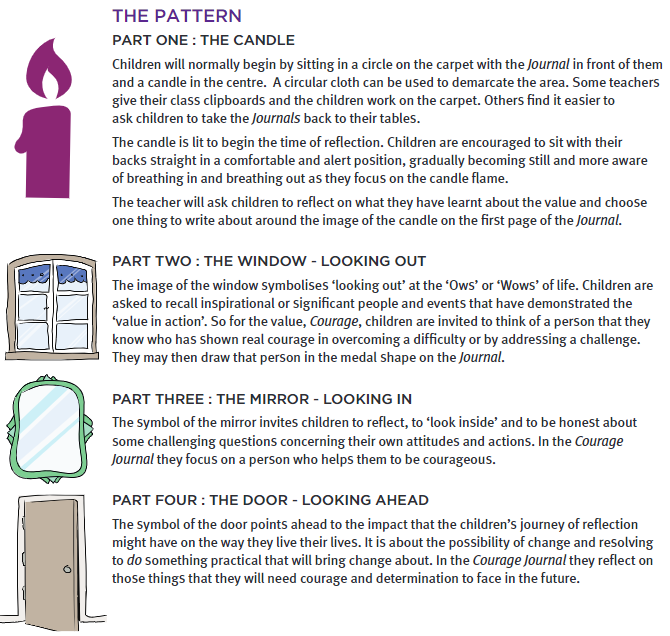 THE PATTERN
PART ONE : THE CANDLE
Children will normally begin by sitting in a circle on the carpet with the Journal in front of them
and a candle in the centre. A circular cloth can be used to demarcate the area. Some teachers
give their class clipboards and the children work on the carpet. Others find it easier to
ask children to take the Journals back to their tables.
The candle is lit to begin the time of reflection. Children are encouraged to sit with their
backs straight in a comfortable and alert position, gradually becoming still and more aware
of breathing in and breathing out as they focus on the candle flame.
The teacher will ask children to reflect on what they have learnt about the value and choose
one thing to write about around the image of the candle on the first page of the Journal.
PART TWO : THE WINDOW - LOOKING OUT
The image of the window symbolises ‘looking out’ at the ‘Ows’ or ‘Wows’ of life. Children are
asked to recall inspirational or significant people and events that have demonstrated the
‘value in action’. So for the value, Courage, children are invited to think of a person that they
know who has shown real courage in overcoming a difficulty or by addressing a challenge.
They may then draw that person in the medal shape on the Journal.
PART THREE : THE MIRROR - LOOKING IN
The symbol of the mirror invites children to reflect, to ‘look inside’ and to be honest about
some challenging questions concerning their own attitudes and actions. In the Courage
Journal they focus on a person who helps them to be courageous.
PART FOUR : THE DOOR - LOOKING AHEAD
The symbol of the door points ahead to the impact that the children’s journey of reflection
might have on the way they live their lives. It is about the possibility of change and resolving
to do something practical that will bring change about. In the Courage Journal they reflect on
those things that they will need courage and determination to face in the future.